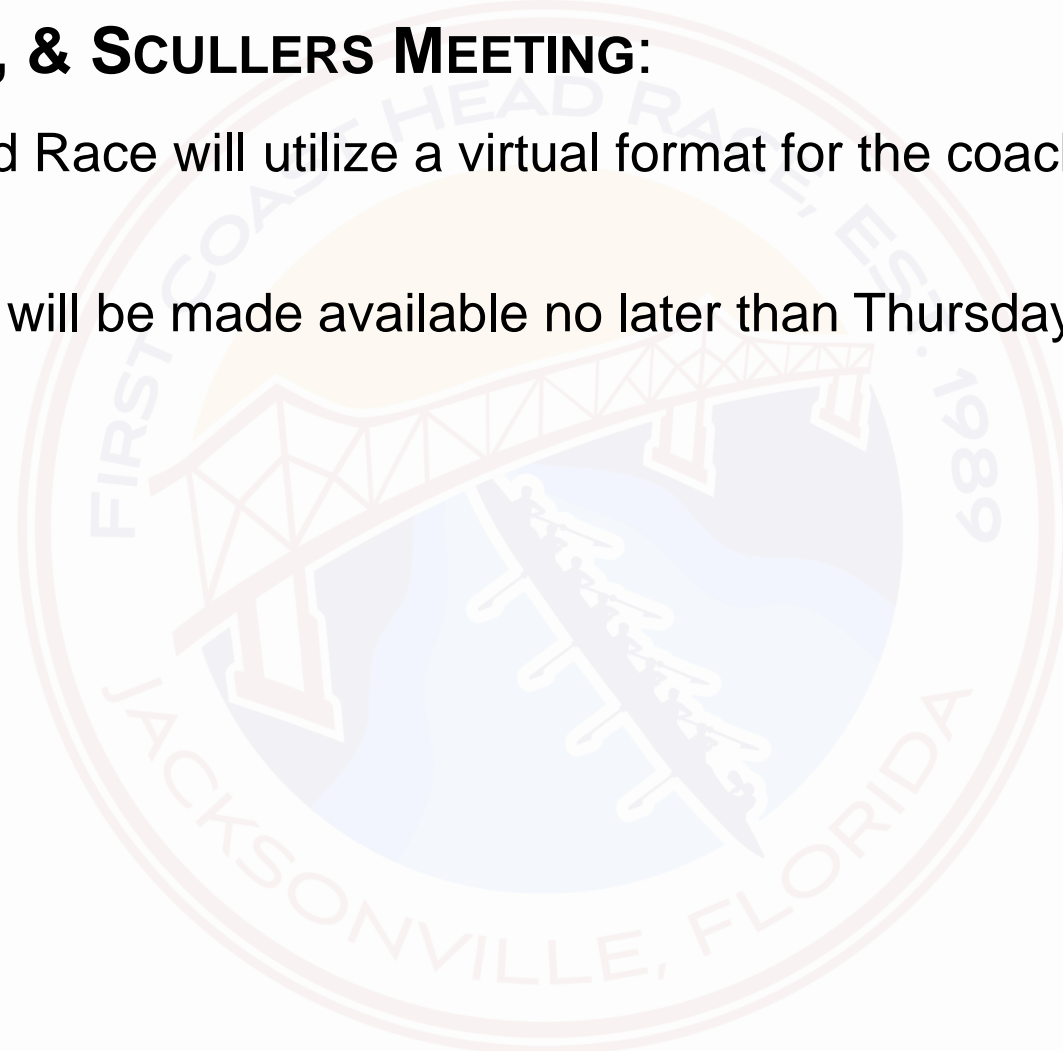 , & SCULLERS MEETING:
d Race will utilize a virtual format for the coac
will be made available no later than Thursday
FIRST COAST HEAD RACE, EST. 1989
JACKSONVILLE, FLORIDA